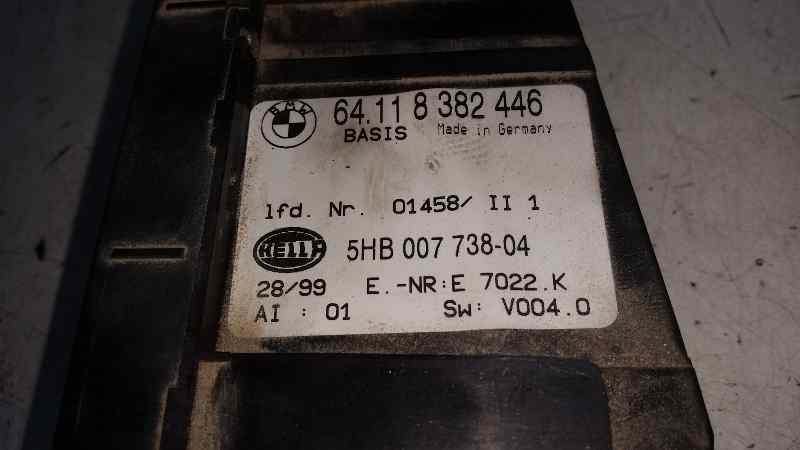 BMW 64.11 8 382 446
BASIS Made in Germany
lfd. Nr. 01458/ II 1
HELLA 5HB 007 738-04
28/99 E.-NR:E 7022.K
AI : 01 Sw: V004.0